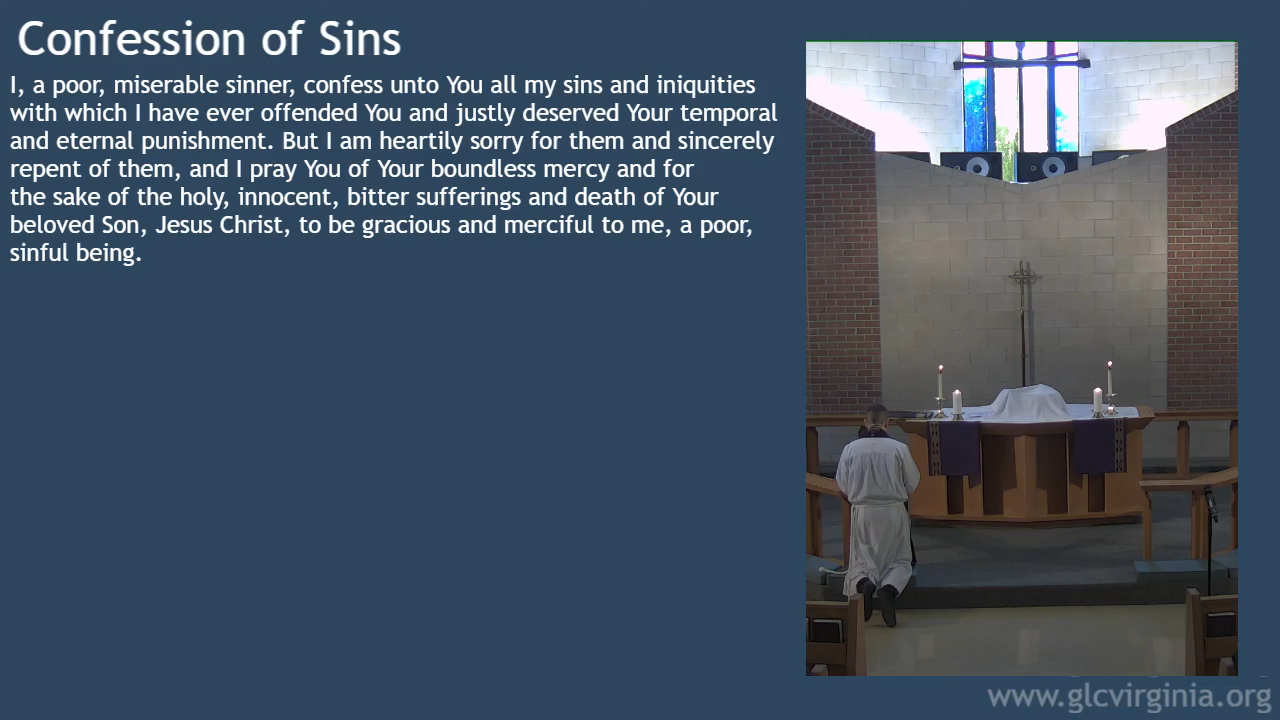 Confession of Sins
I, a poor, miserable sinner, confess unto You all my sins and iniquities
with which I have ever offended You and justly deserved Your temporal
and eternal punishment. But I am heartily sorry for them and sincerely
repent of them, and I pray You of Your boundless mercy and for
the sake of the holy, innocent, bitter sufferings and death of Your
beloved Son, Jesus Christ, to be gracious and merciful to me, a poor,
sinful being.
www.glcvirginia.org